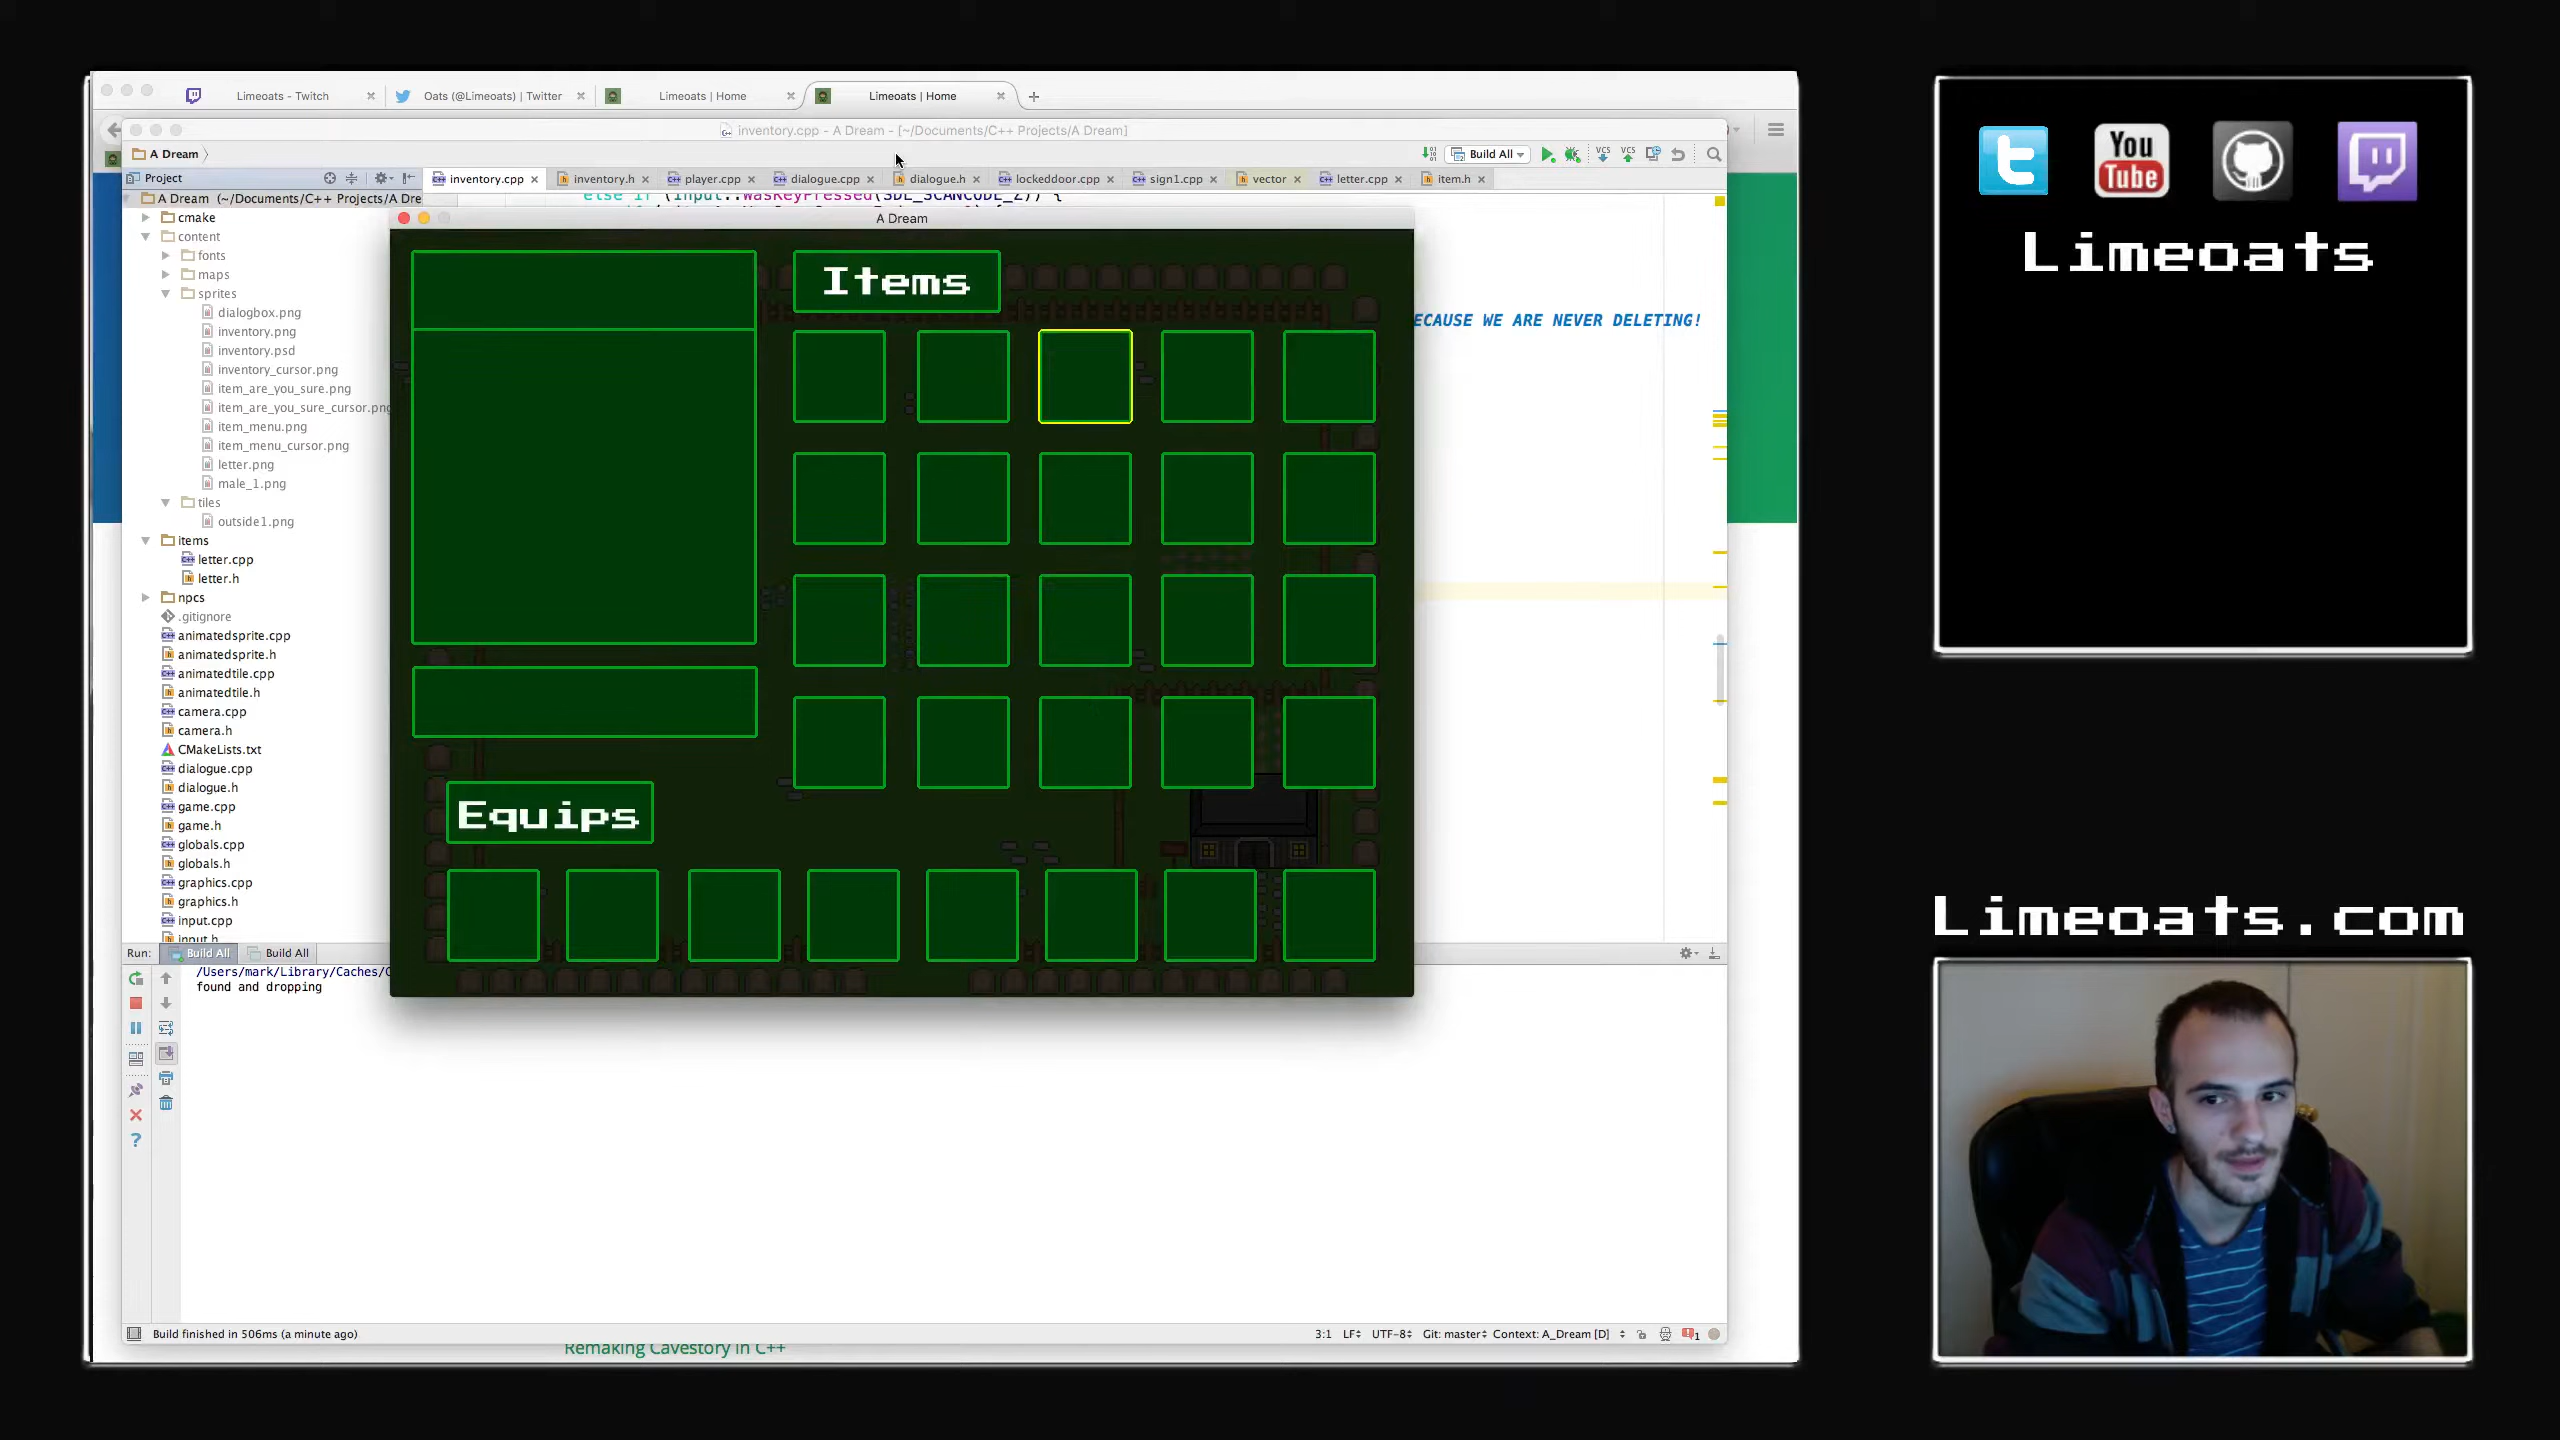 Limeoats - Twitch
Oats (@Limeoats) | Twitter
Limeoats | Home
Limeoats | Home
inventory.cpp - A Dream - [~/Documents/C++ Projects/A Dream]
A Dream
Build All
Project
inventory.cpp
inventory.h
player.cpp
dialogue.cpp
dialogue.h
lockeddoor.cpp
sign1.cpp
vector
letter.cpp
item.h
A Dream (~/Documents/C++ Projects/A Dre
cmake
content
fonts
maps
sprites
dialogbox.png
inventory.png
inventory.psd
inventory_cursor.png
item_are_you_sure.png
item_are_you_sure_cursor.png
item_menu.png
item_menu_cursor.png
letter.png
male_1.png
tiles
outside1.png
items
letter.cpp
letter.h
npcs
.gitignore
animatedsprite.cpp
animatedsprite.h
animatedtile.cpp
animatedtile.h
camera.cpp
camera.h
CMakeLists.txt
dialogue.cpp
dialogue.h
game.cpp
game.h
globals.cpp
globals.h
graphics.cpp
graphics.h
input.cpp
input.h
else if (Input::WasKeyPressed(SDL_SCANCODE_Z)) {
ECAUSE WE ARE NEVER DELETING!
A Dream
Items
Equips
Run:
Build All
Build All
/Users/mark/Library/Caches/C
found and dropping
Build finished in 506ms (a minute ago)
3:1 LF UTF-8 Git: master Context: A_Dream [D] 1
Remaking Cavestory in C++
You
Tube
Limeoats
Limeoats.com